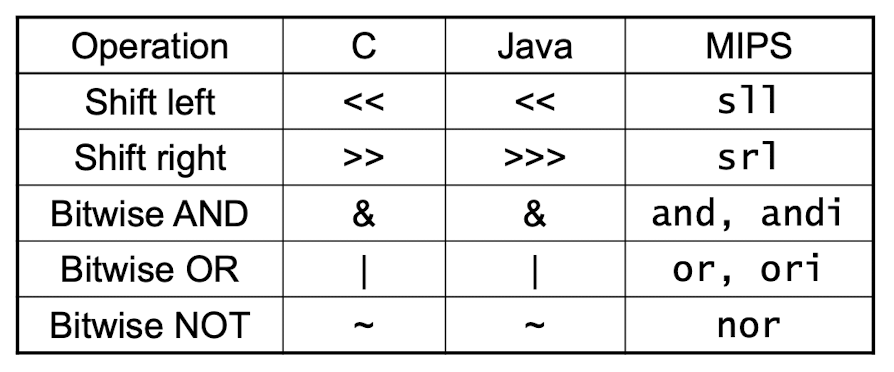 Operation C Java MIPS
Shift left << << sll
Shift right >> >>> srl
Bitwise AND & & and, andi
Bitwise OR | | or, ori
Bitwise NOT ~ ~ nor